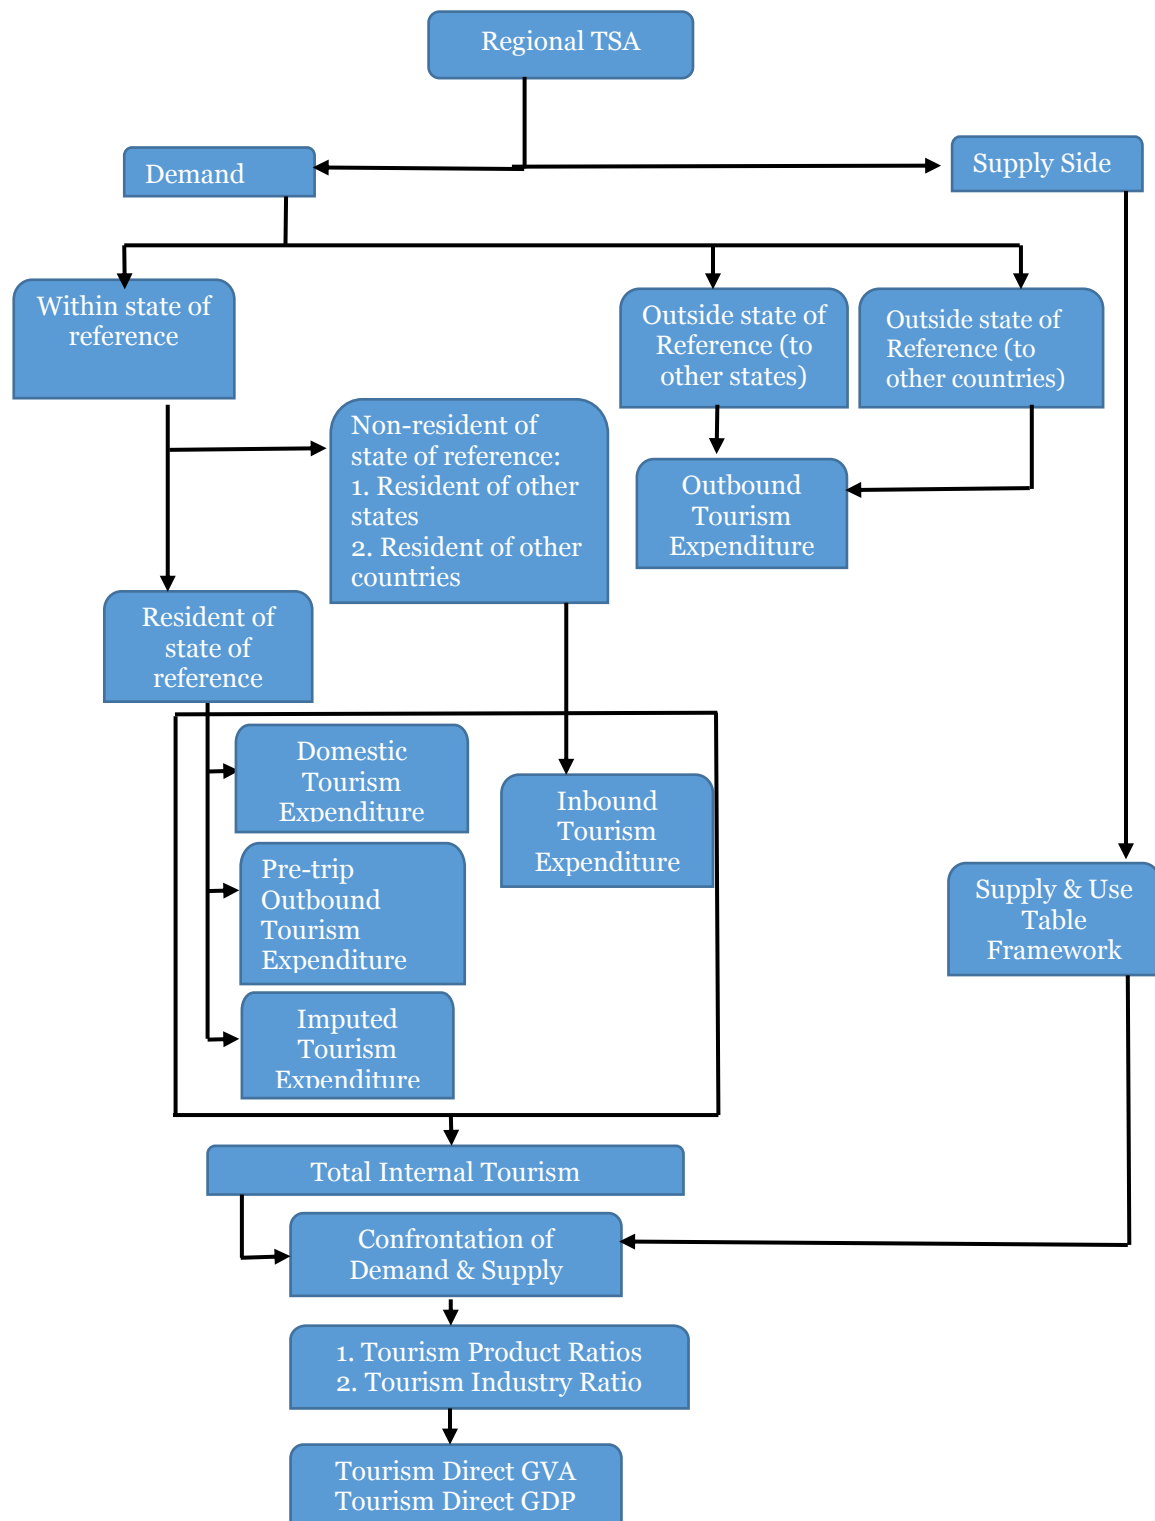 Regional TSA
Demand
Supply Side
Within state of
reference
Outside state of
Reference (to
other states)
Outside state of
Reference (to
other countries)
Non-resident of
state of reference:
1. Resident of other
states
2. Resident of other
countries
Outbound
Tourism
Expenditure
Resident of
state of
reference
Domestic
Tourism
Expenditure
Inbound
Tourism
Expenditure
Pre-trip
Outbound
Tourism
Expenditure
Supply & Use
Table
Framework
Imputed
Tourism
Expenditure
Total Internal Tourism
Confrontation of
Demand & Supply
1. Tourism Product Ratios
2. Tourism Industry Ratio
Tourism Direct GVA
Tourism Direct GDP